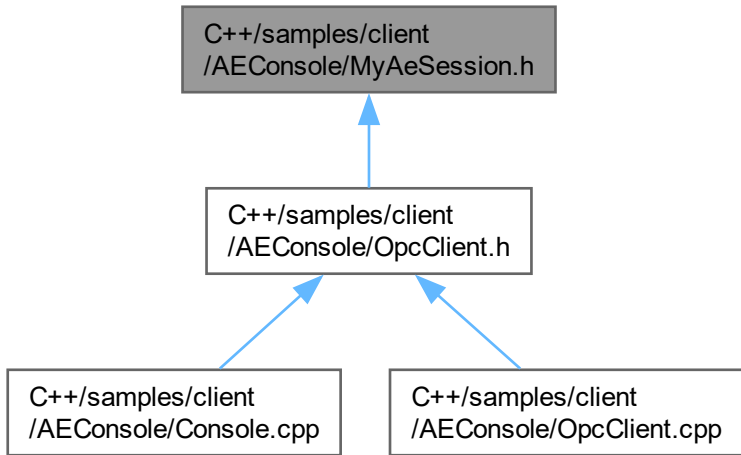 C++/samples/client
/AEConsole/MyAeSession.h
C++/samples/client
/AEConsole/OpcClient.h
C++/samples/client
/AEConsole/Console.cpp
C++/samples/client
/AEConsole/OpcClient.cpp